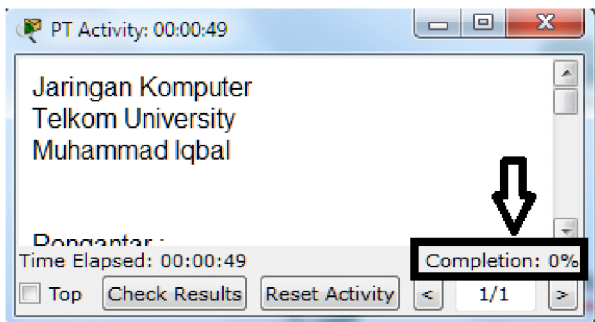 PT Activity: 00:00:49
Jaringan Komputer
Telkom University
Muhammad Iqbal
Pengantar :
Time Elapsed: 00:00:49
Completion: 0%
Top
Check Results
Reset Activity
<
1/1
>